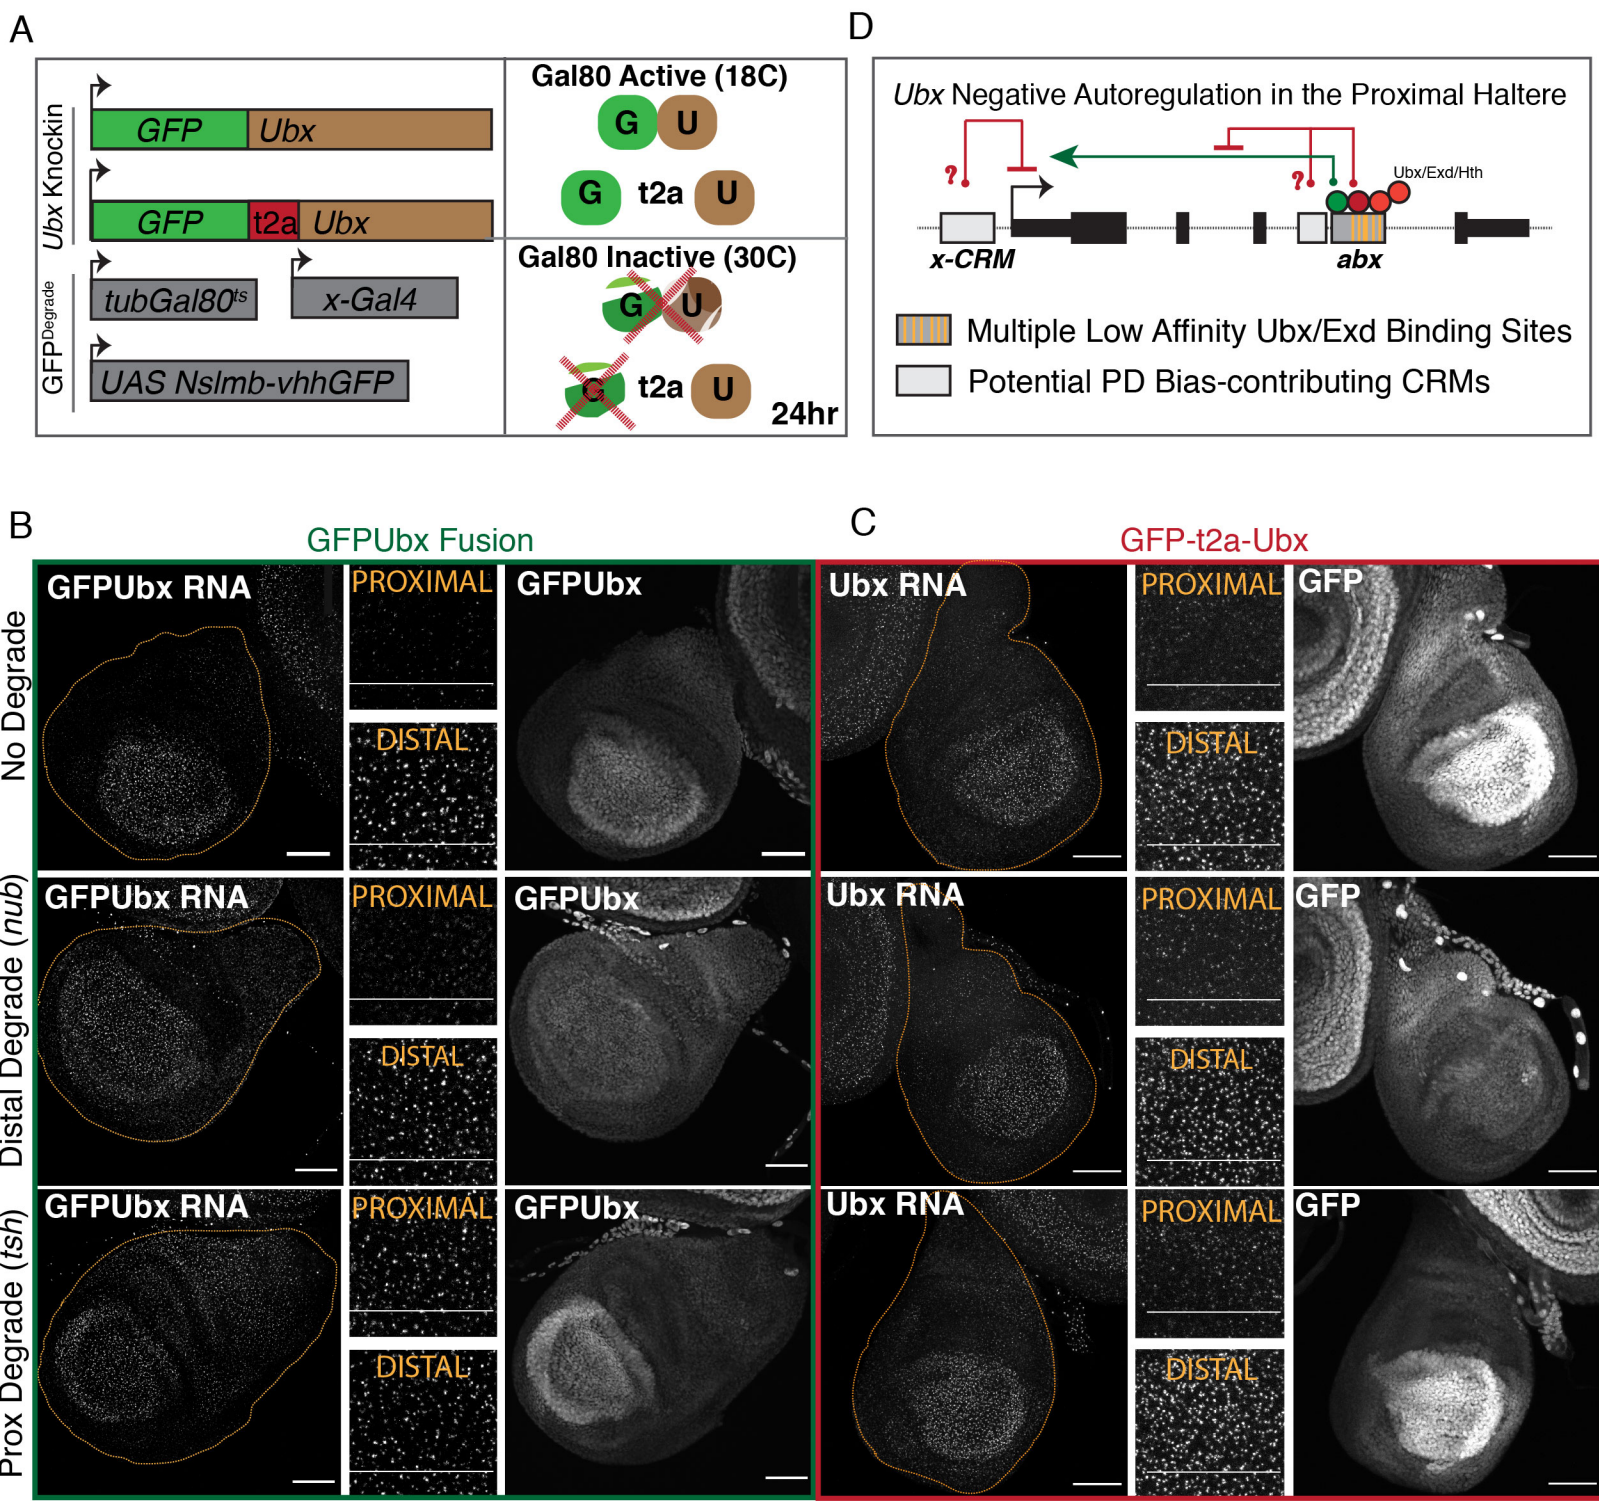 A
Ubx Knockin
GFP Ubx
GFP t2a Ubx
GFPDegrade
tubGal80ts x-Gal4
UAS Nslmb-vhhGFP
Gal80 Active (18C)
G U
G t2a U
Gal80 Inactive (30C)
G U
G t2a U
24hr
D
Ubx Negative Autoregulation in the Proximal Haltere
? ?
Ubx/Exd/Hth
x-CRM abx
Multiple Low Affinity Ubx/Exd Binding Sites
Potential PD Bias-contributing CRMs
B
GFPUbx Fusion
No Degrade
GFPUbx RNA PROXIMAL GFPUbx
DISTAL
Distal Degrade (nub)
GFPUbx RNA PROXIMAL GFPUbx
DISTAL
Prox Degrade (tsh)
GFPUbx RNA PROXIMAL GFPUbx
DISTAL
C
GFP-t2a-Ubx
Ubx RNA PROXIMAL GFP
DISTAL
Ubx RNA PROXIMAL GFP
DISTAL
Ubx RNA PROXIMAL GFP
DISTAL